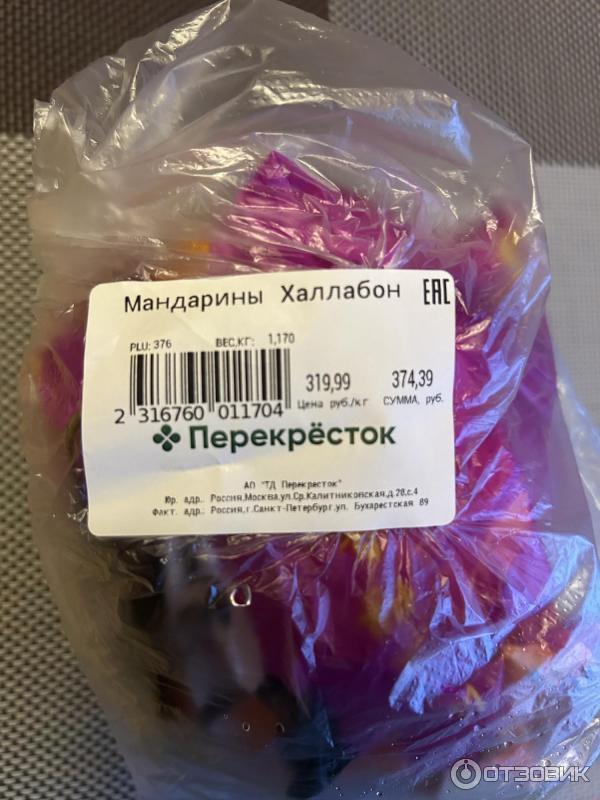 Мандарины Халлабон EAC
PLU: 376 ВЕС,КГ: 1,170
319,99 374,39
Цена руб./кг СУММА, руб.
2 316760 011704
Перекрёсток
АО "ТД Перекресток"
Юр. адр.: Россия,Москва,ул.Ср.Калитниковская,д.28,с.4
Факт. адр.: Россия,г.Санкт-Петербург,ул. Бухарестская 89
ОТЗОВИК